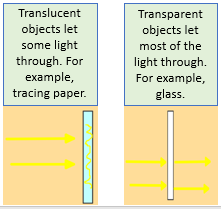 Translucent
objects let
some light
through. For
example,
tracing paper.
Transparent
objects let
most of the
light through.
For example,
glass.